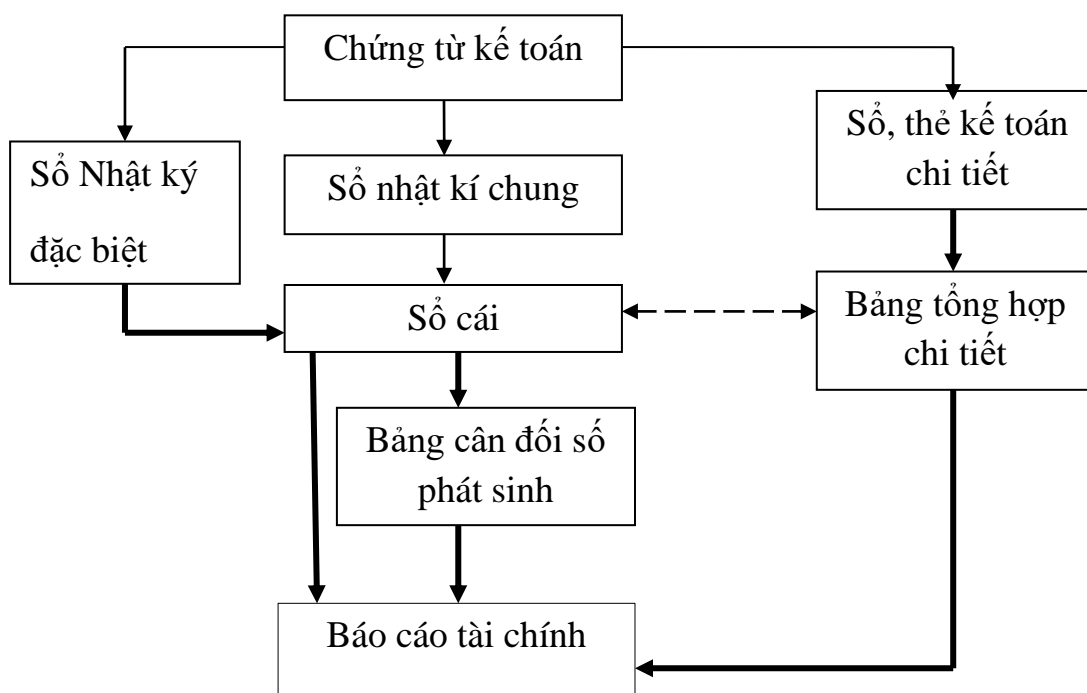 Chứng từ kế toán
Sổ Nhật ký
đặc biệt
Sổ nhật kí chung
Sổ, thẻ kế toán
chi tiết
Sổ cái
Bảng tổng hợp
chi tiết
Bảng cân đối số
phát sinh
Báo cáo tài chính